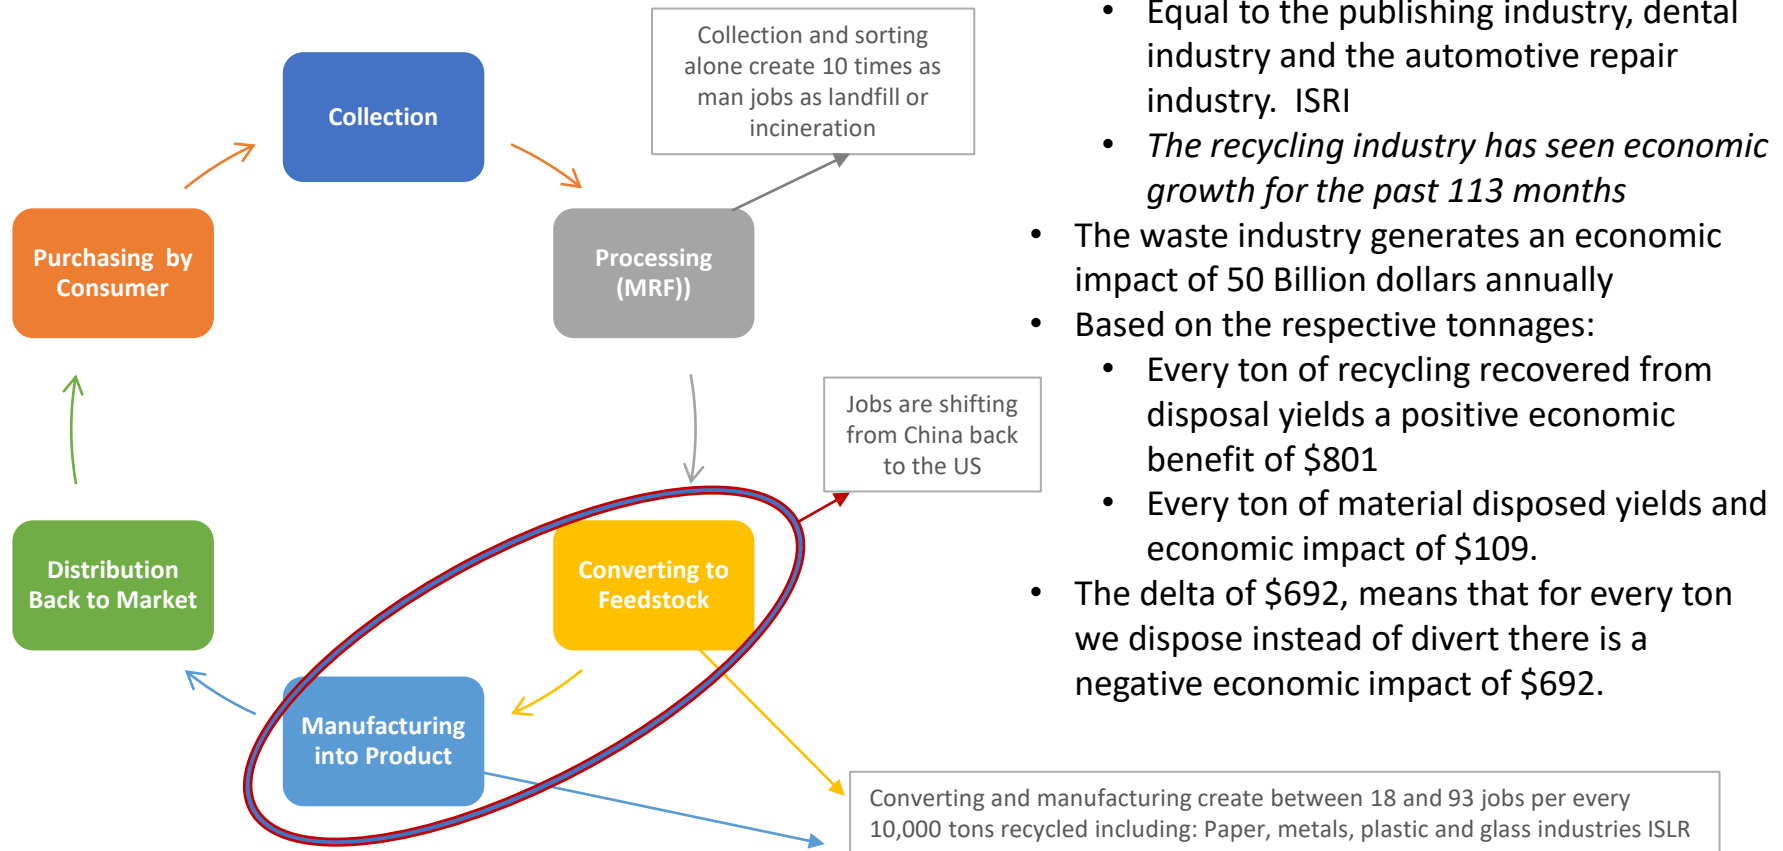 Collection and sorting
alone create 10 times as
man jobs as landfill or
incineration
Collection
Purchasing by
Consumer
Processing
(MRF))
Jobs are shifting
from China back
to the US
Distribution
Back to Market
Converting to
Feedstock
Manufacturing
into Product
Converting and manufacturing create between 18 and 93 jobs per every
10,000 tons recycled including: Paper, metals, plastic and glass industries ISLR
• Equal to the publishing industry, dental
industry and the automotive repair
industry. ISRI
• The recycling industry has seen economic
growth for the past 113 months
• The waste industry generates an economic
impact of 50 Billion dollars annually
• Based on the respective tonnages:
• Every ton of recycling recovered from
disposal yields a positive economic
benefit of $801
• Every ton of material disposed yields and
economic impact of $109.
• The delta of $692, means that for every ton
we dispose instead of divert there is a
negative economic impact of $692.